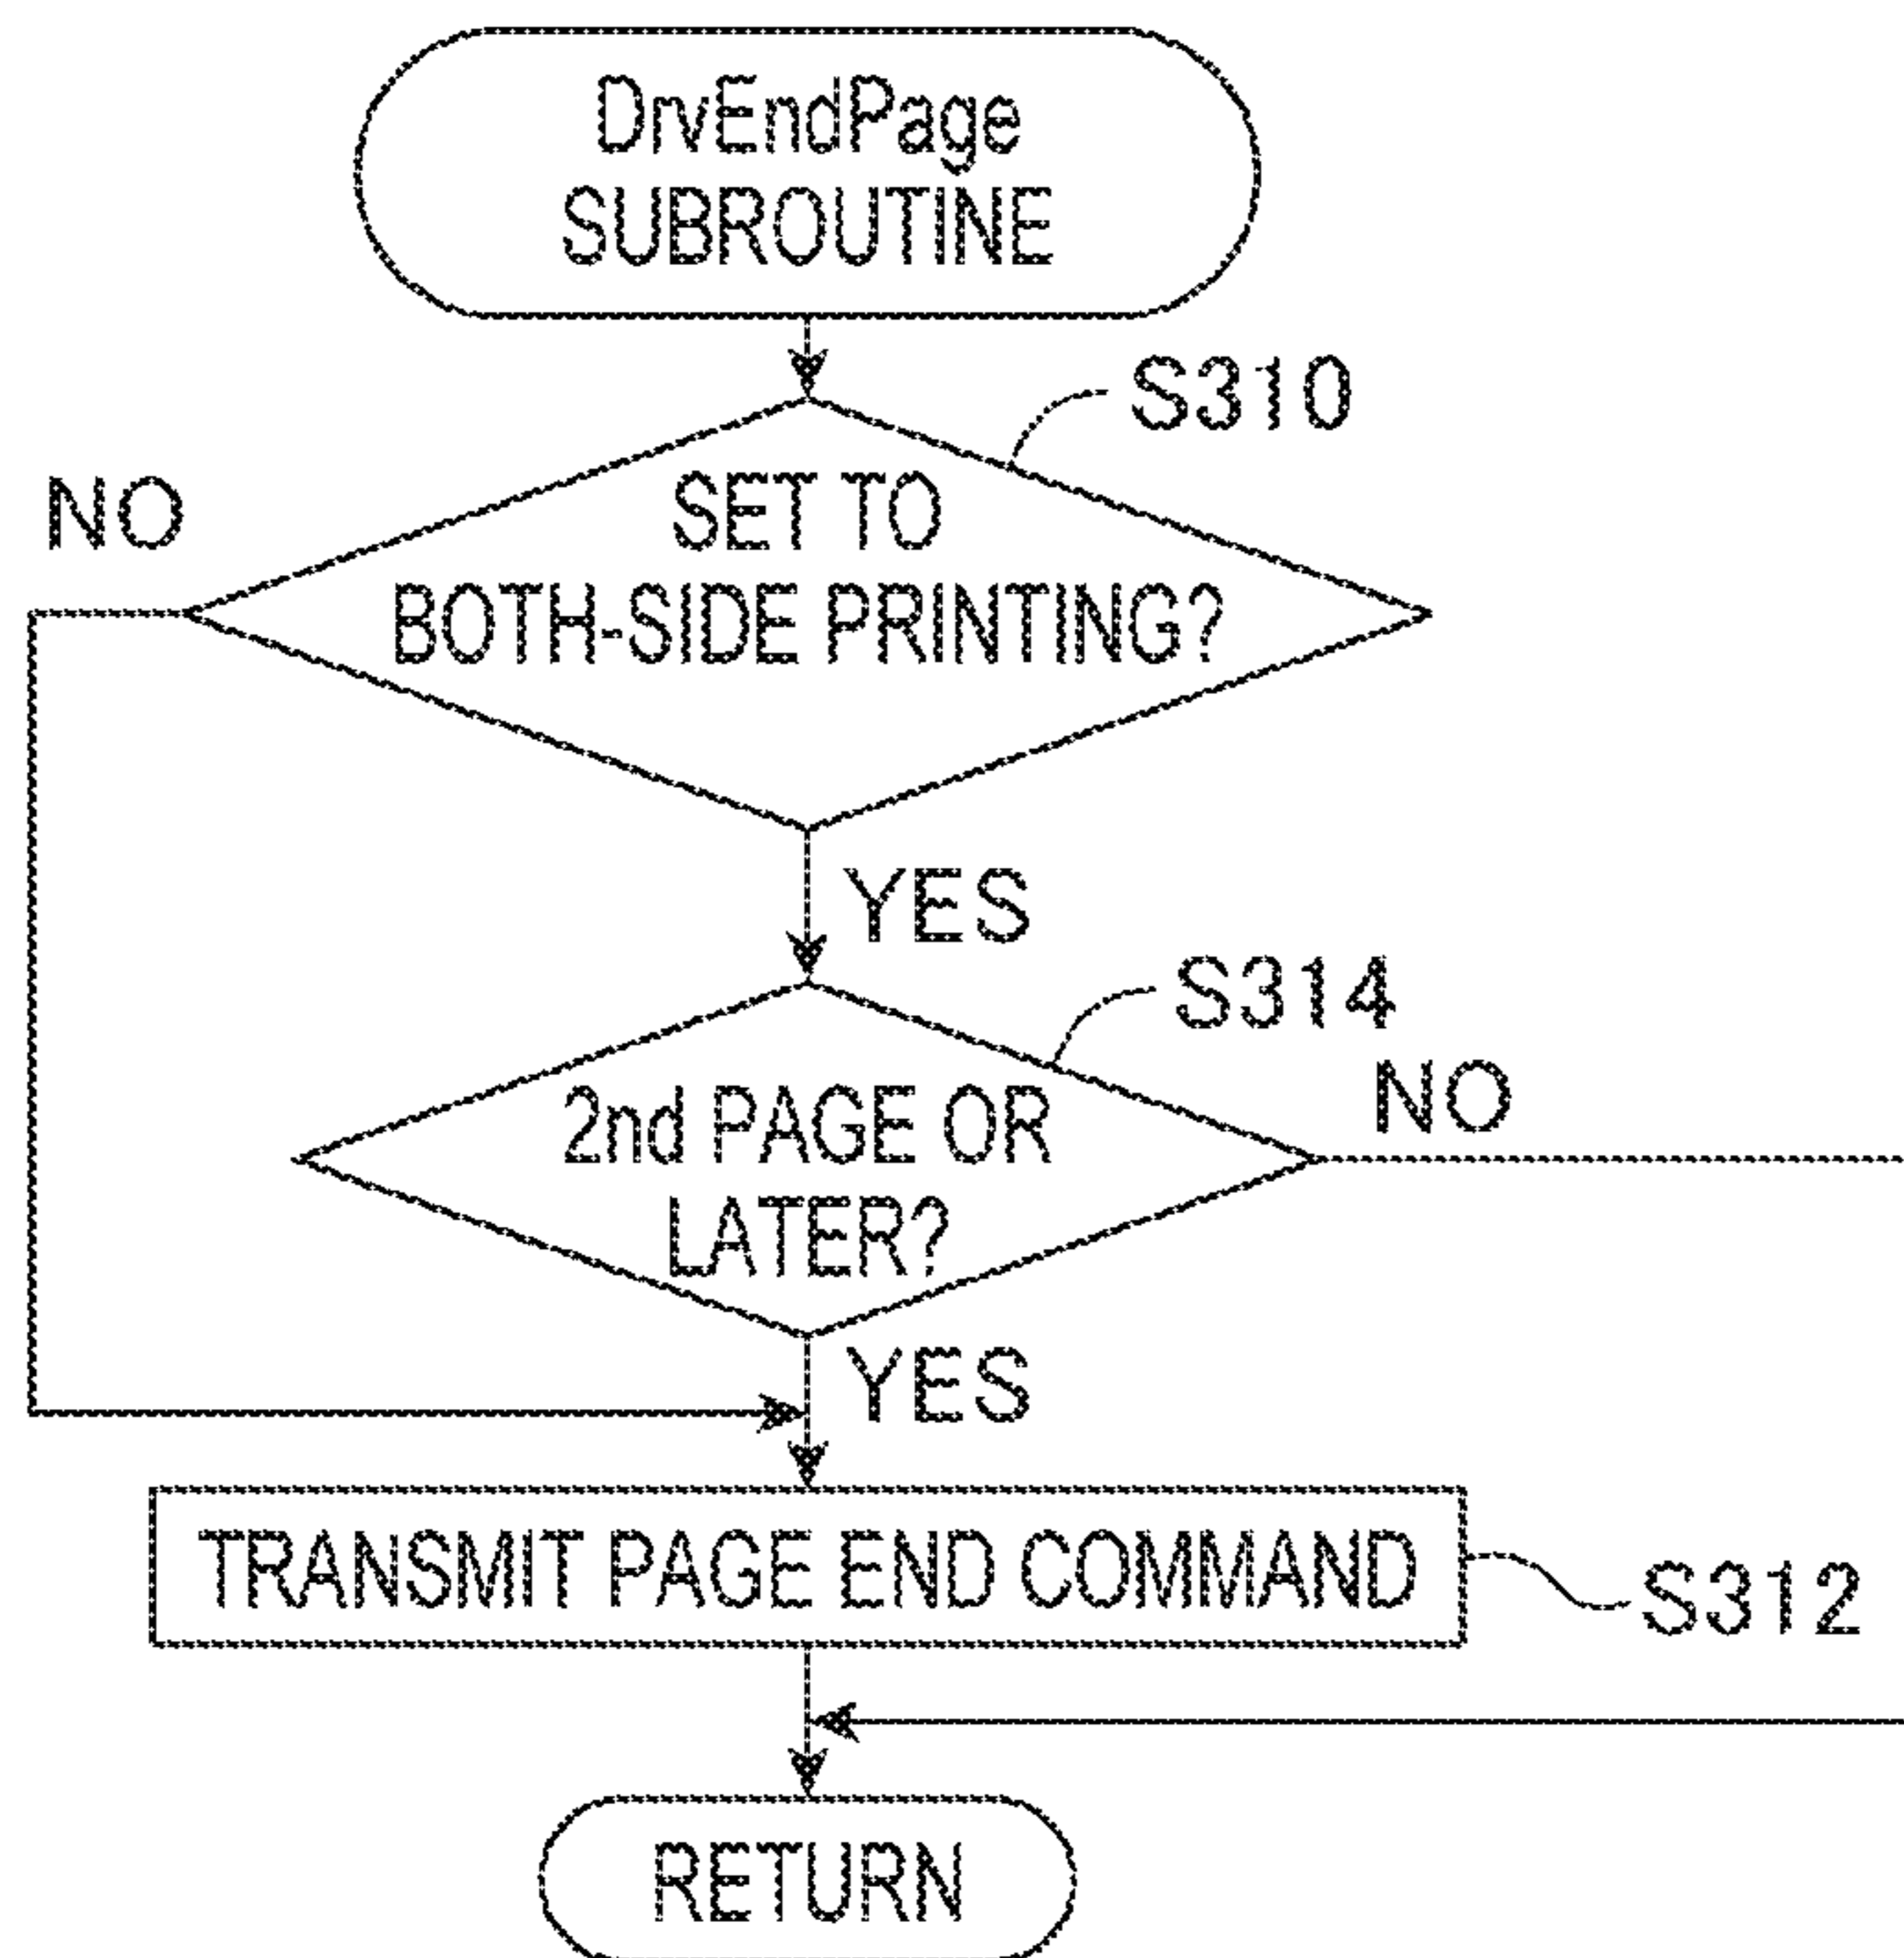 DrvEndPage
SUBROUTINE
S310
NO
SET TO
BOTH-SIDE PRINTING?
YES
S314
NO
2nd PAGE OR
LATER?
YES
TRANSMIT PAGE END COMMAND
S312
RETURN